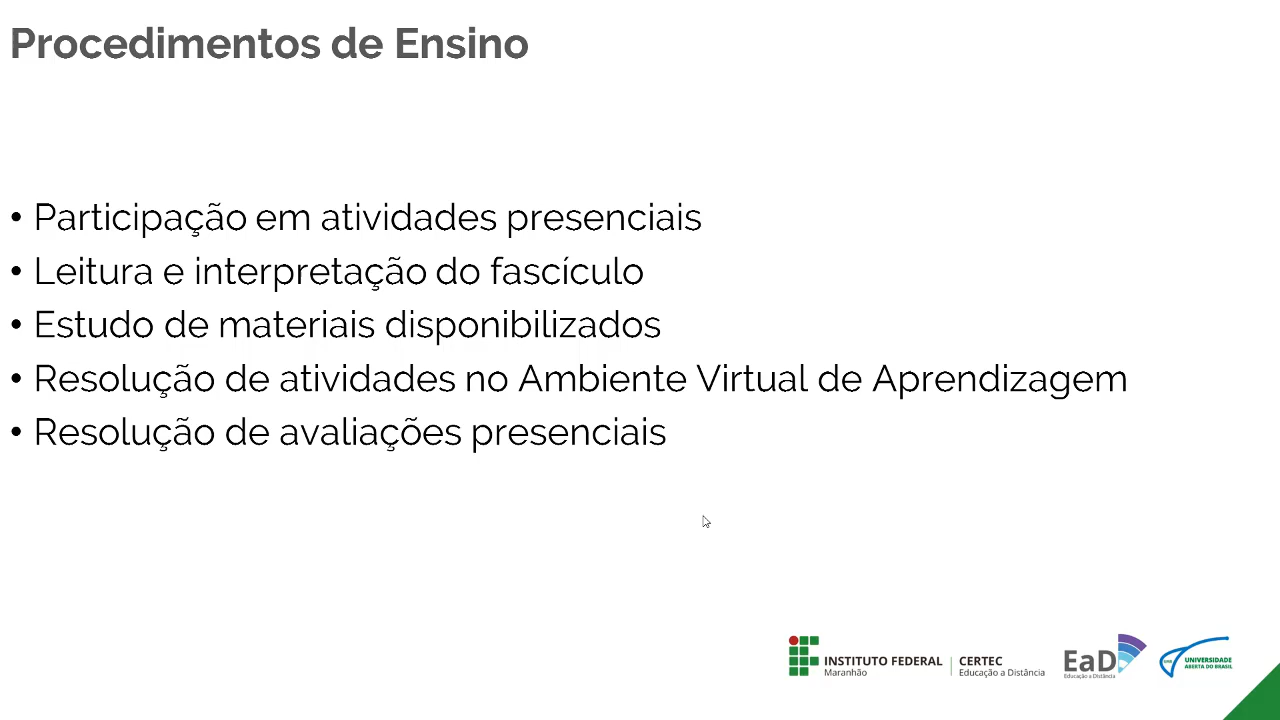 Procedimentos de Ensino
• Participação em atividades presenciais
• Leitura e interpretação do fascículo
• Estudo de materiais disponibilizados
• Resolução de atividades no Ambiente Virtual de Aprendizagem
• Resolução de avaliações presenciais
INSTITUTO FEDERAL
Maranhão
CERTEC
Educação a Distância
EaD
Educação a Distância
UNIVERSIDADE
ABERTA DO BRASIL